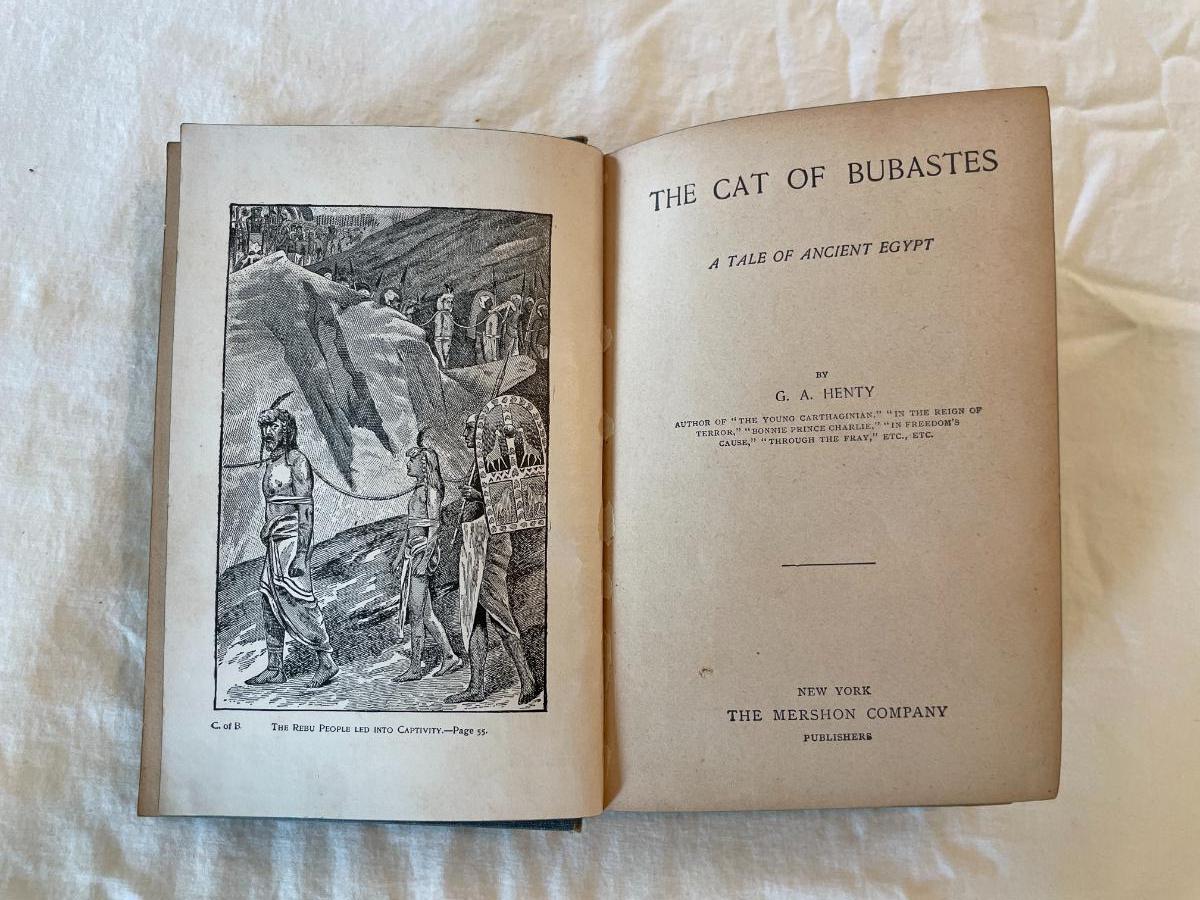 C. of B. THE REBU PEOPLE LED INTO CAPTIVITY.—Page 55.
THE CAT OF BUBASTES
A TALE OF ANCIENT EGYPT
BY
G. A. HENTY
AUTHOR OF "THE YOUNG CARTHAGINIAN," "IN THE REIGN OF
TERROR," "BONNIE PRINCE CHARLIE," "IN FREEDOM'S
CAUSE," "THROUGH THE FRAY," ETC., ETC.
NEW YORK
THE MERSHON COMPANY
PUBLISHERS